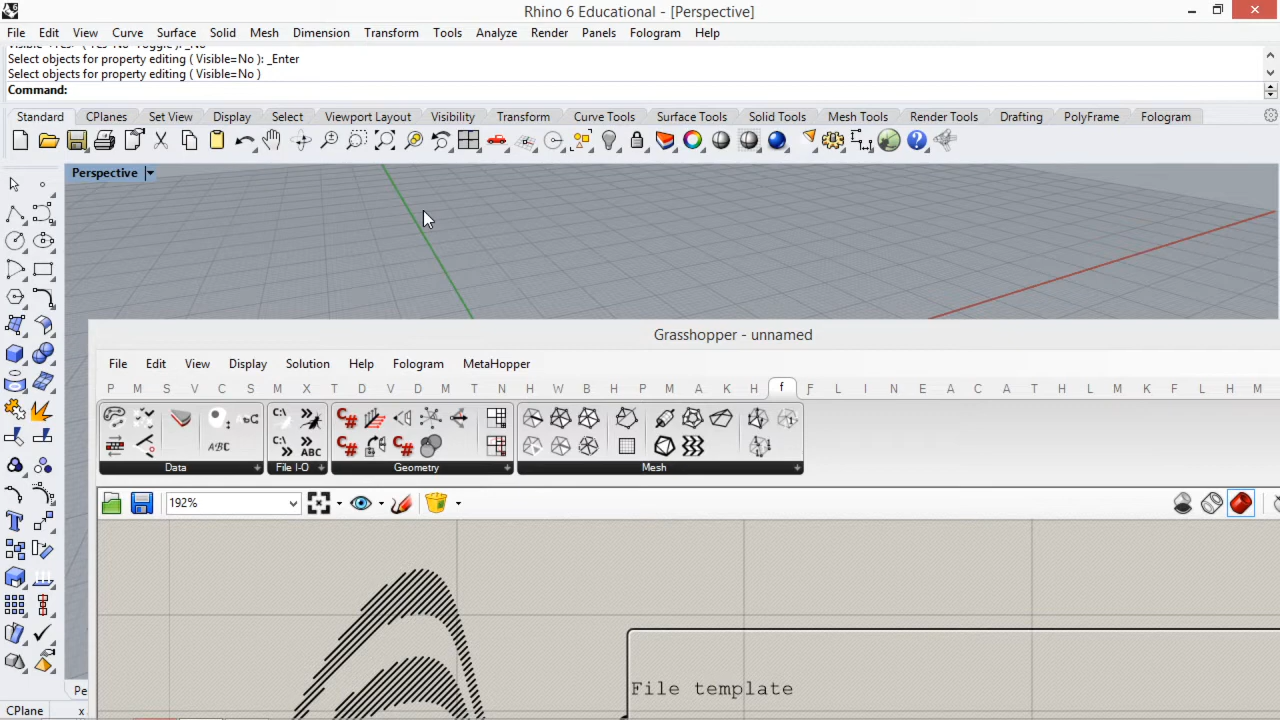 Rhino 6 Educational - [Perspective]
File Edit View Curve Surface Solid Mesh Dimension Transform Tools Analyze Render Panels Fologram Help
Select objects for property editing ( Visible=No ): _Enter
Select objects for property editing ( Visible=No )
Command:
Standard CPlanes Set View Display Select Viewport Layout Visibility Transform Curve Tools Surface Tools Solid Tools Mesh Tools Render Tools Drafting PolyFrame Fologram
Perspective
Grasshopper - unnamed
File Edit View Display Solution Help Fologram MetaHopper
P M S V C S M X T D V D M T N H W B H P M A K H f F L I N E A C A T H L M K F L H M
Data File I-O Geometry Mesh
192%
File template
Pe
CPlane x